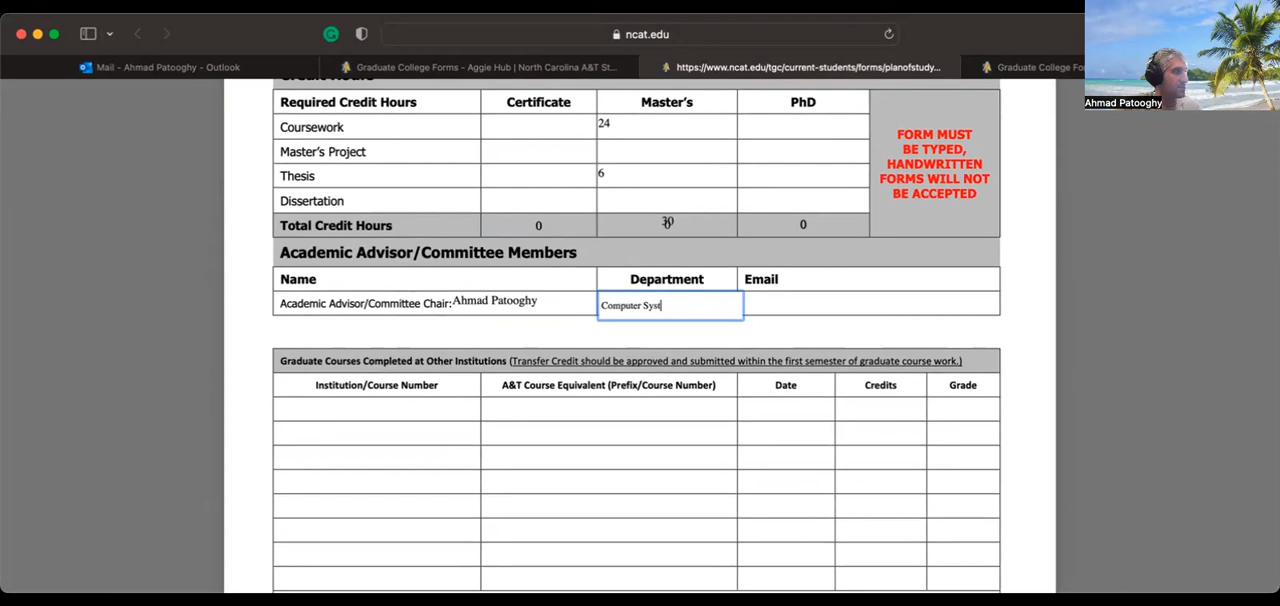 ncat.edu
Mail - Ahmad Patooghy - Outlook
Graduate College Forms - Aggie Hub | North Carolina A&T St...
https://www.ncat.edu/tgc/current-students/forms/planofstudy...
Graduate College Fo
Ahmad Patooghy
Credit Hours
Required Credit Hours Certificate Master's PhD
Coursework 24
Master's Project
Thesis 6
Dissertation
Total Credit Hours 0 30 0
FORM MUST
BE TYPED,
HANDWRITTEN
FORMS WILL NOT
BE ACCEPTED
Academic Advisor/Committee Members
Name Department Email
Academic Advisor/Committee Chair: Ahmad Patooghy Computer Syst
Graduate Courses Completed at Other Institutions (Transfer Credit should be approved and submitted within the first semester of graduate course work.)
Institution/Course Number A&T Course Equivalent (Prefix/Course Number) Date Credits Grade